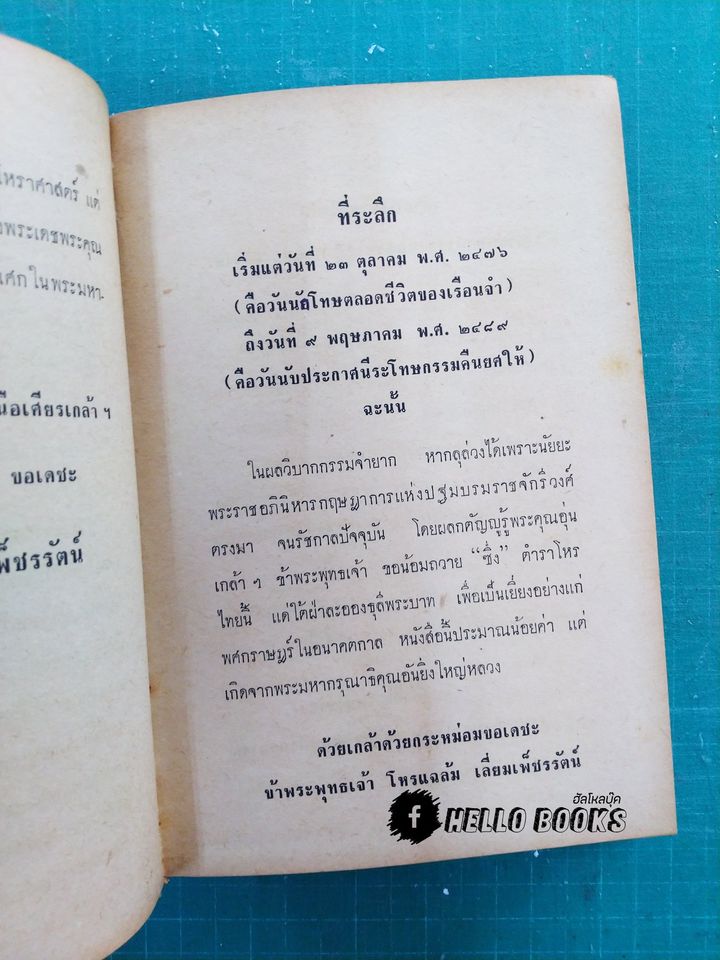 หราศาสตร์ แต่
พระเดชพระคุณ
ศกในพระมหา-
นือเศียรเกล้า ฯ
ขอเดชะ
พ็ชรรัตน์
ที่ระลึก
เริ่มแต่วันที่ ๒๓ ตุลาคม พ.ศ. ๒๔๗๖
(คือวันนักโทษตลอดชีวิตของเรือนจำ)
ถึงวันที่ ๙ พฤษภาคม พ.ศ. ๒๔๘๙
(คือวันนับประกาศนีระโทษกรรมคืนยศให้)
ฉะนั้น
ในผลวิบากกรรมจำยาก หากลุล่วงได้เพราะนัยยะ
พระราชอภินิหารกฤษฎาการแห่งปฐมบรมราชจักรีวงศ์
ตรงมา จนรัชกาลปัจจุบัน โดยผลกตัญญูรู้พระคุณอุ่น
เกล้า ฯ ข้าพระพุทธเจ้า ขอน้อมถวาย “ซึ่ง” ตำราโหร
ไทยนี้ แด่ใต้ฝ่าละอองธุลีพระบาท เพื่อเป็นเยี่ยงอย่างแก่
พศกราษฎร์ในอนาคตกาล หนังสือนี้ประมาณน้อยค่า แต่
เกิดจากพระมหากรุณาธิคุณอันยิ่งใหญ่หลวง
ด้วยเกล้าด้วยกระหม่อมขอเดชะ
ข้าพระพุทธเจ้า โหรแฉล้ม เลี่ยมเพ็ชรรัตน์
ฮัลโหลบุ๊ค
f HELLO BOOKS